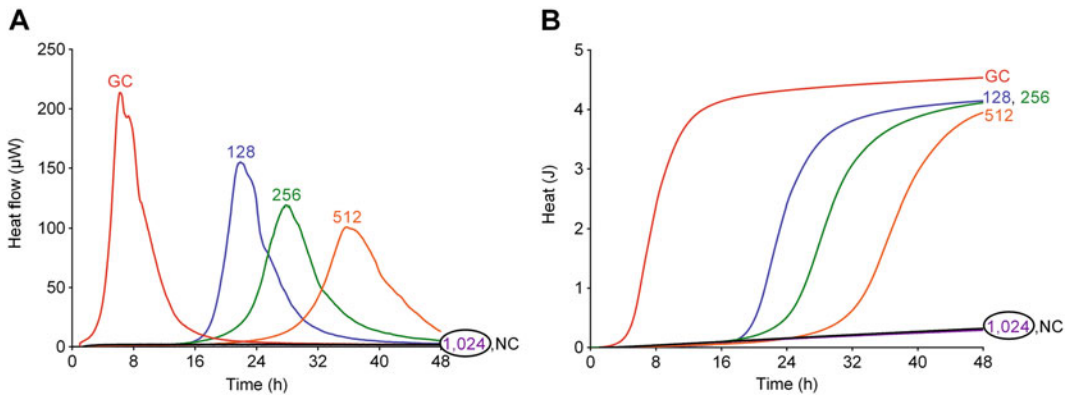 A
250
200
150
100
50
0
Heat flow (µW)
GC
128
256
512
1,024,NC
0 8 16 24 32 40 48
Time (h)
B
5
4
3
2
1
0
Heat (J)
GC
128, 256
512
1,024,NC
0 8 16 24 32 40 48
Time (h)